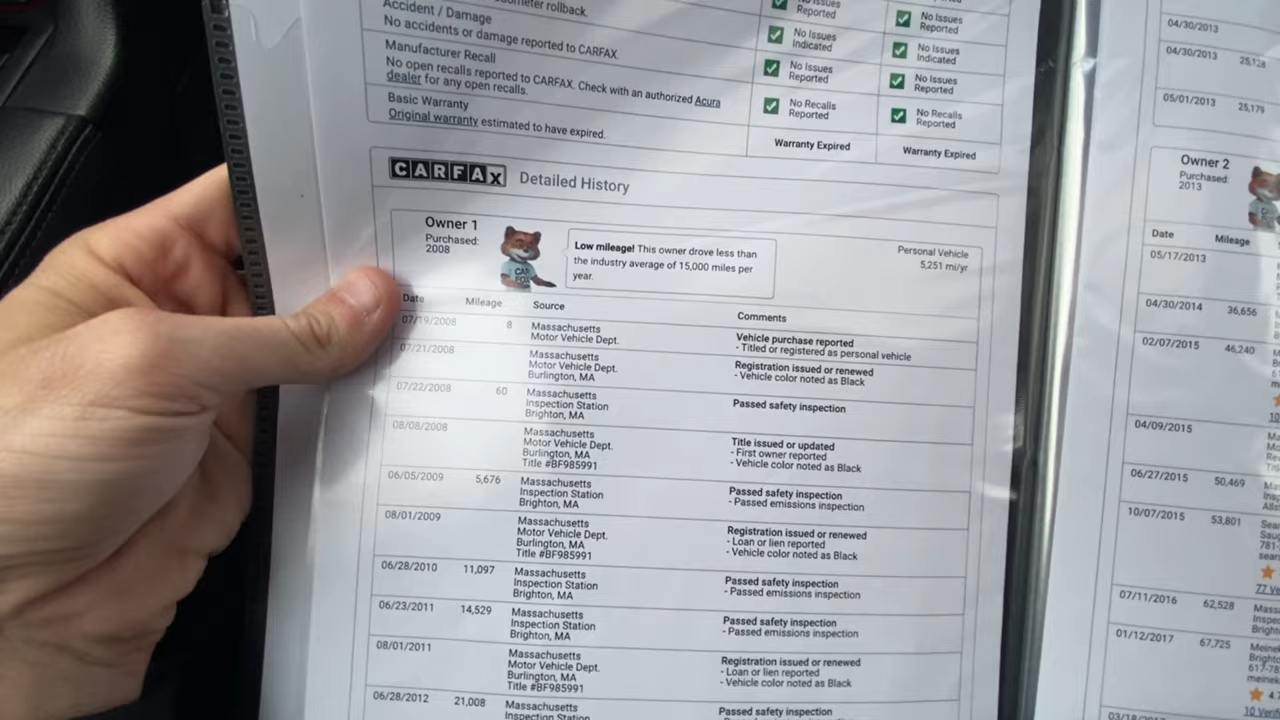 ometer rollback.
No Issues
Reported
No Issues
Reported
Accident / Damage
No accidents or damage reported to CARFAX.
No Issues
Indicated
No Issues
Indicated
Manufacturer Recall
No open recalls reported to CARFAX. Check with an authorized Acura
dealer for any open recalls.
No Issues
Reported
No Issues
Reported
No Recalls
Reported
No Recalls
Reported
Basic Warranty
Original warranty estimated to have expired.
Warranty Expired
Warranty Expired
CARFAX Detailed History
Owner 1
Purchased:
2008
CAR
FOX
Low mileage! This owner drove less than
the industry average of 15,000 miles per
year.
Personal Vehicle
5,251 mi/yr
Date Mileage Source Comments
07/19/2008 8 Massachusetts Vehicle purchase reported
Motor Vehicle Dept. - Titled or registered as personal vehicle
07/21/2008 Massachusetts Registration issued or renewed
Motor Vehicle Dept. - Vehicle color noted as Black
Burlington, MA
07/22/2008 60 Massachusetts Passed safety inspection
Inspection Station
Brighton, MA
08/08/2008 Massachusetts Title issued or updated
Motor Vehicle Dept. - First owner reported
Burlington, MA - Vehicle color noted as Black
Title #BF985991
06/05/2009 5,676 Massachusetts Passed safety inspection
Inspection Station - Passed emissions inspection
Brighton, MA
08/01/2009 Massachusetts Registration issued or renewed
Motor Vehicle Dept. - Loan or lien reported
Burlington, MA - Vehicle color noted as Black
Title #BF985991
06/28/2010 11,097 Massachusetts Passed safety inspection
Inspection Station - Passed emissions inspection
Brighton, MA
06/23/2011 14,529 Massachusetts Passed safety inspection
Inspection Station - Passed emissions inspection
Brighton, MA
08/01/2011 Massachusetts Registration issued or renewed
Motor Vehicle Dept. - Loan or lien reported
Burlington, MA - Vehicle color noted as Black
Title #BF985991
06/28/2012 21,008 Massachusetts Passed safety inspection
Inspection Station
04/30/2013
04/30/2013 25,128
05/01/2013 25,179
Owner 2
Purchased:
2013
Date Mileage
05/17/2013
04/30/2014 36,656
02/07/2015 46,240
04/09/2015
06/27/2015 50,469
10/07/2015 53,801
781-
77 Ve
07/11/2016 62,528
01/12/2017 67,725
Meinek
Brighto
617-78
meinek
4.
10 Verif